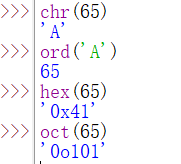 >>> chr(65)
'A'
>>> ord('A')
65
>>> hex(65)
'0x41'
>>> oct(65)
'0o101'